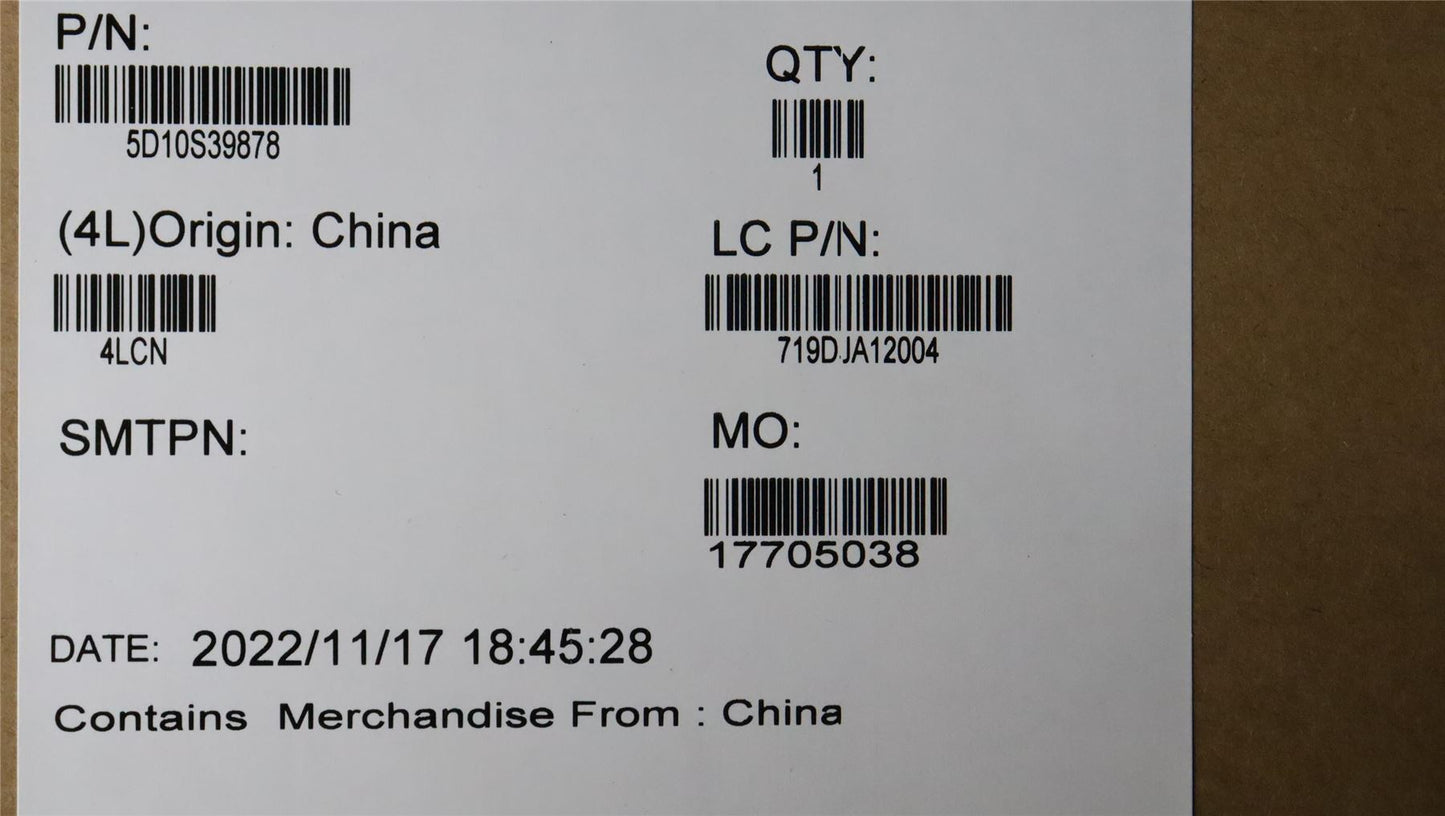 P/N:
QTY:
5D10S39878
1
(4L)Origin: China
LC P/N:
4LCN
719DJA12004
SMTPN:
MO:
17705038
DATE: 2022/11/17 18:45:28
Contains Merchandise From : China